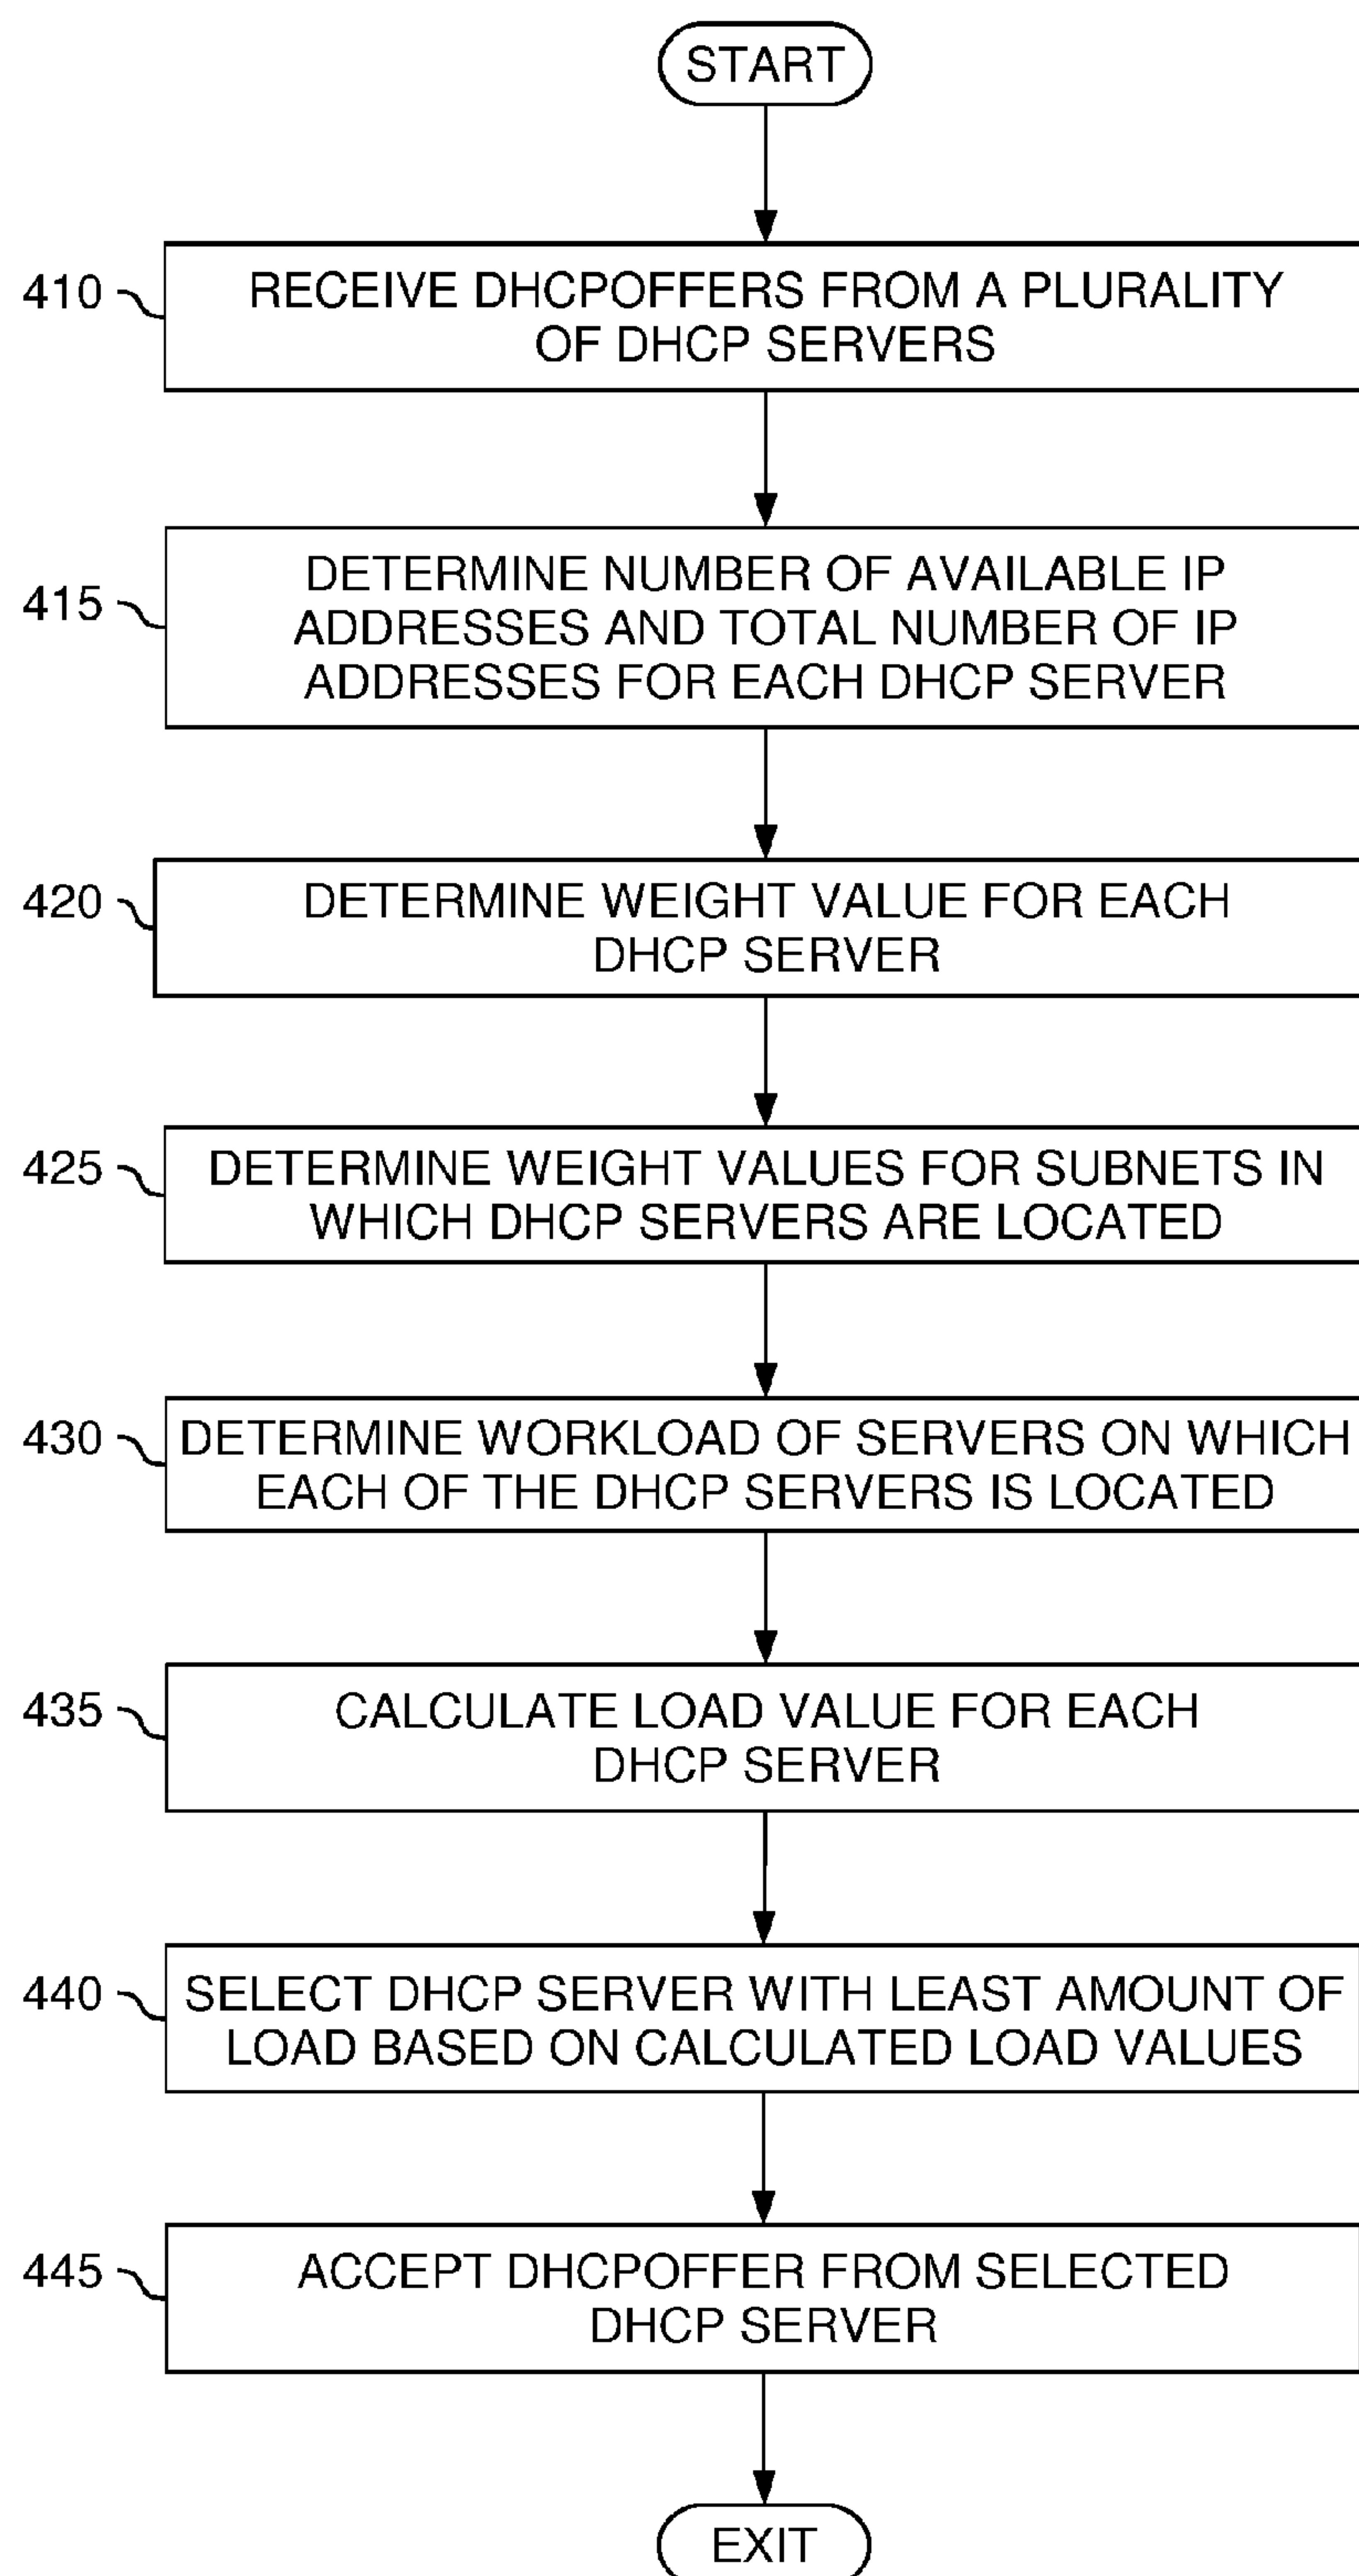 START
410
RECEIVE DHCPOFFERS FROM A PLURALITY
OF DHCP SERVERS
415
DETERMINE NUMBER OF AVAILABLE IP
ADDRESSES AND TOTAL NUMBER OF IP
ADDRESSES FOR EACH DHCP SERVER
420
DETERMINE WEIGHT VALUE FOR EACH
DHCP SERVER
425
DETERMINE WEIGHT VALUES FOR SUBNETS IN
WHICH DHCP SERVERS ARE LOCATED
430
DETERMINE WORKLOAD OF SERVERS ON WHICH
EACH OF THE DHCP SERVERS IS LOCATED
435
CALCULATE LOAD VALUE FOR EACH
DHCP SERVER
440
SELECT DHCP SERVER WITH LEAST AMOUNT OF
LOAD BASED ON CALCULATED LOAD VALUES
445
ACCEPT DHCPOFFER FROM SELECTED
DHCP SERVER
EXIT